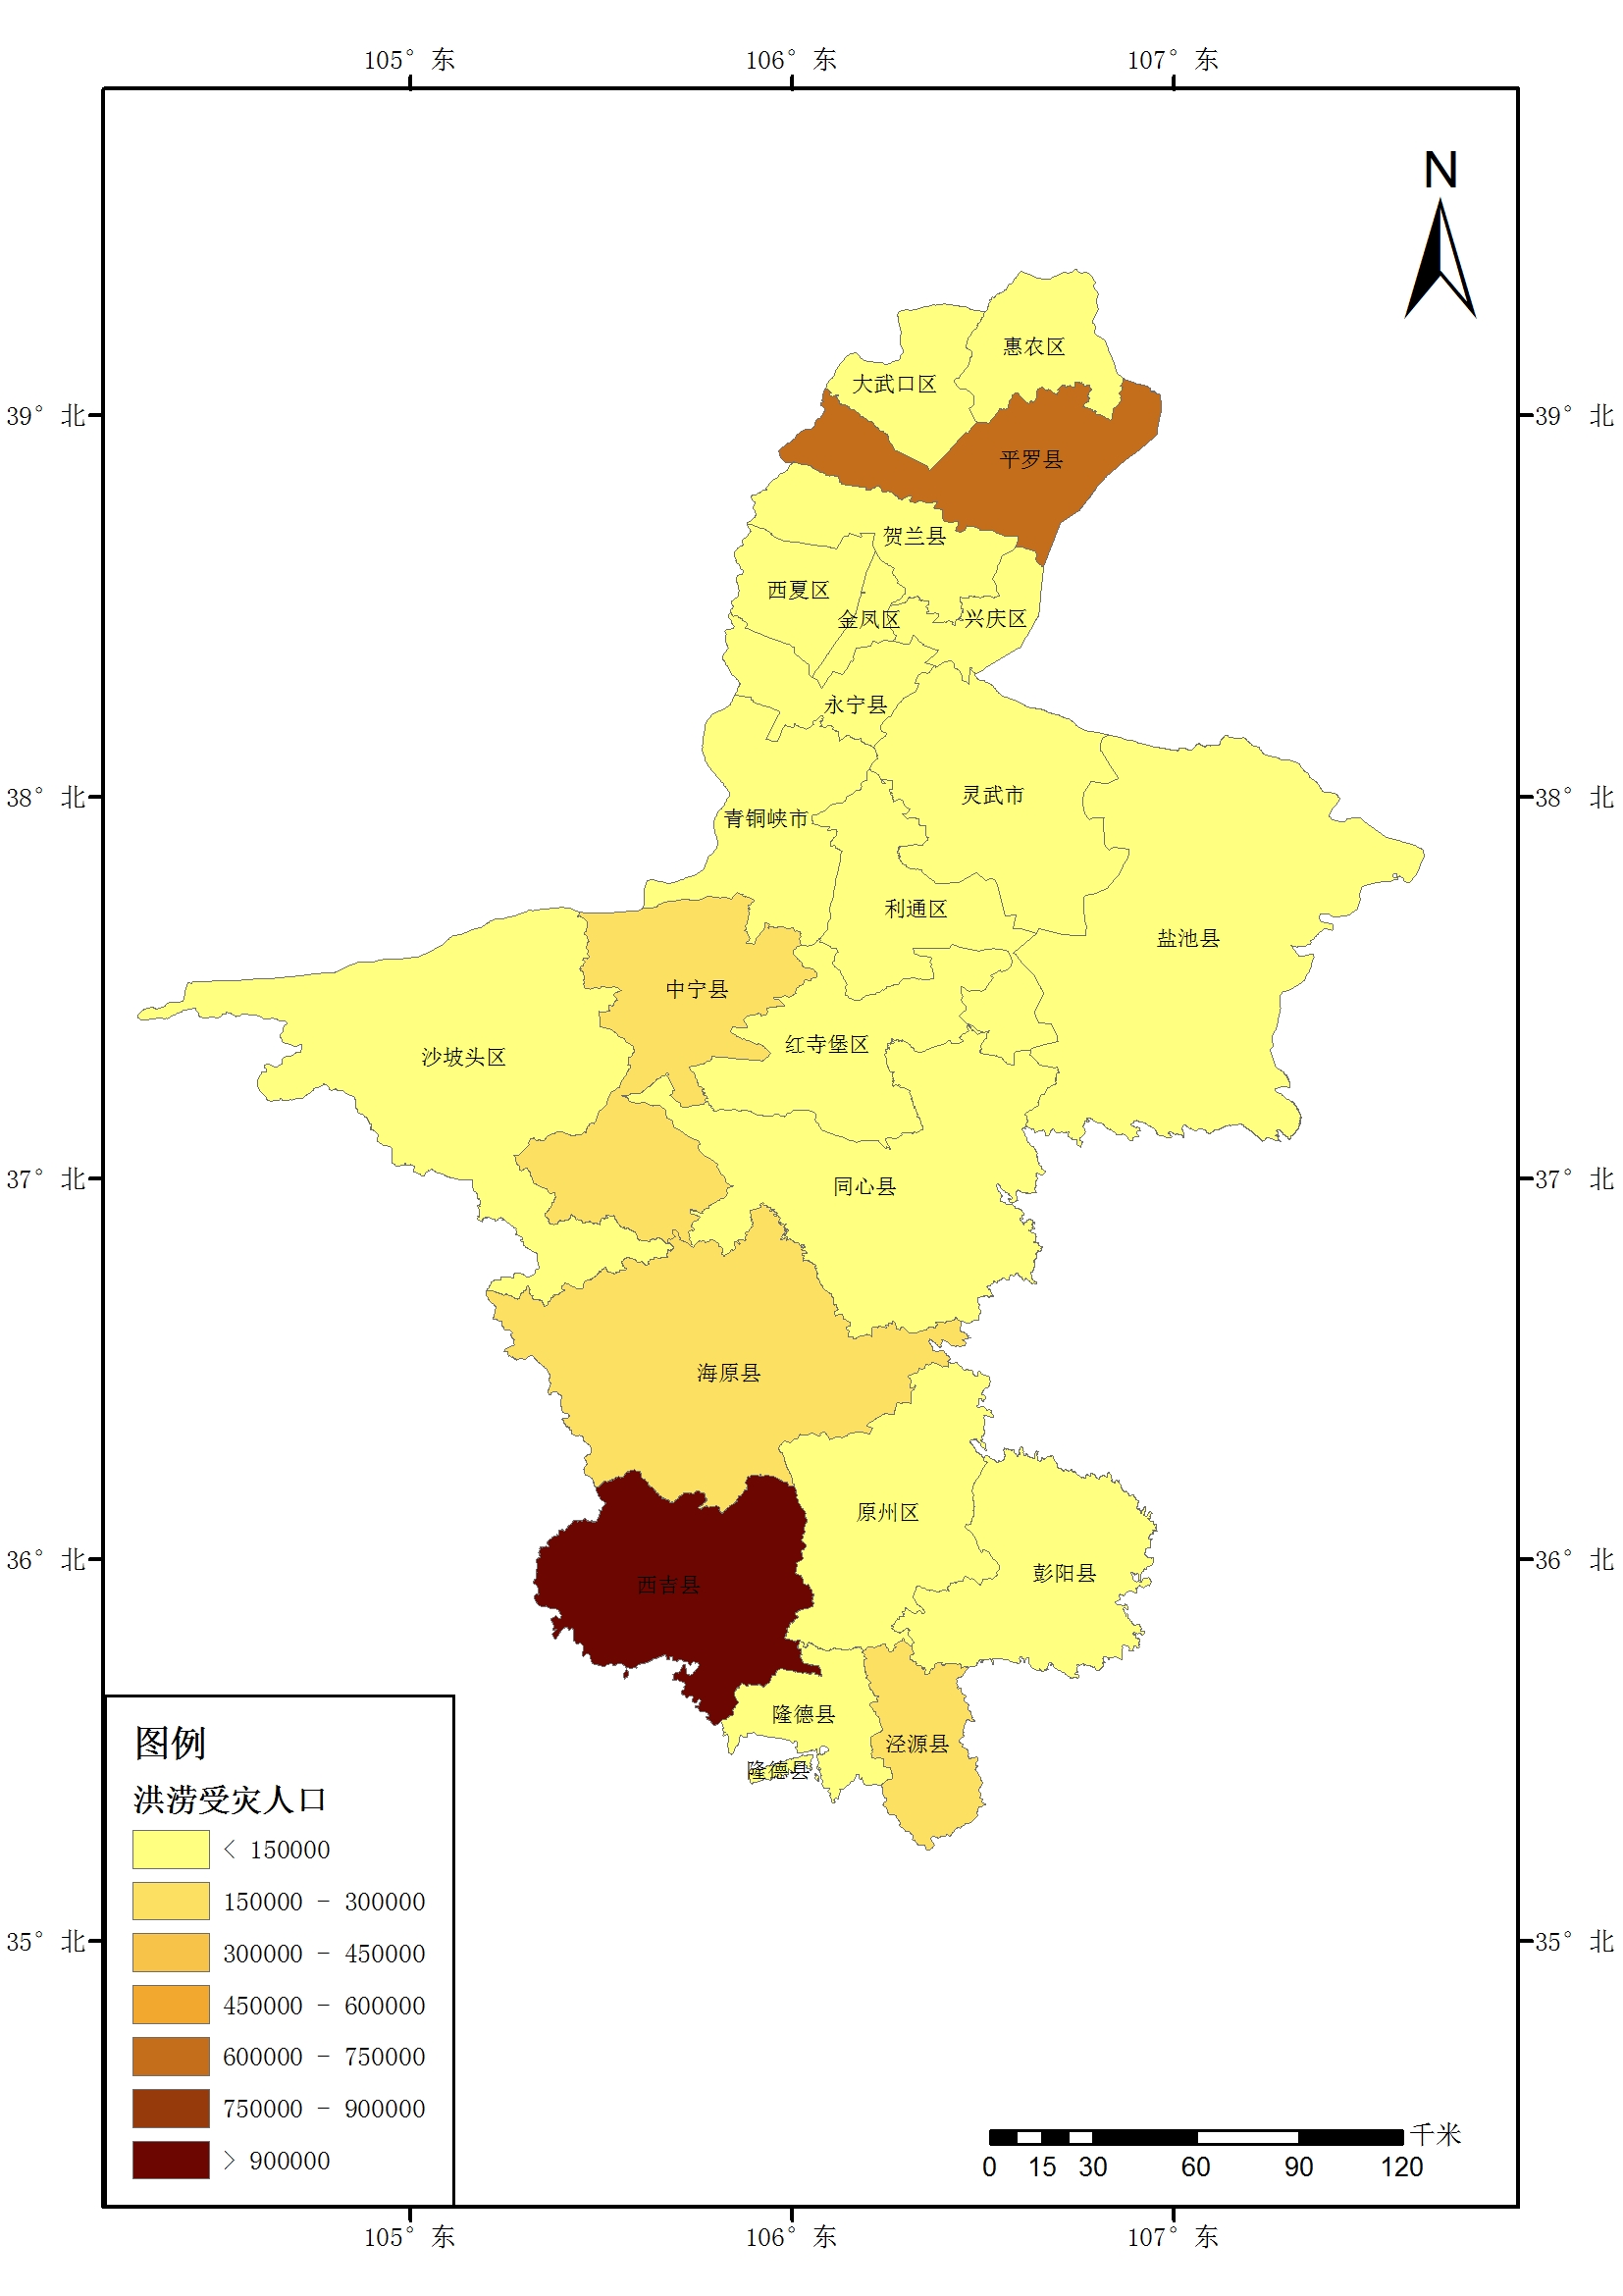 105° 东
106° 东
107° 东
N
惠农区
大武口区
39° 北
39° 北
平罗县
贺兰县
西夏区
金凤区
兴庆区
永宁县
38° 北
灵武市
38° 北
青铜峡市
利通区
盐池县
中宁县
红寺堡区
沙坡头区
37° 北
同心县
37° 北
海原县
原州区
36° 北
彭阳县
36° 北
西吉县
隆德县
泾源县
隆德县
图例
洪涝受灾人口
< 150000
150000 - 300000
35° 北
35° 北
300000 - 450000
450000 - 600000
600000 - 750000
750000 - 900000
> 900000
千米
0 15 30 60 90 120
105° 东
106° 东
107° 东